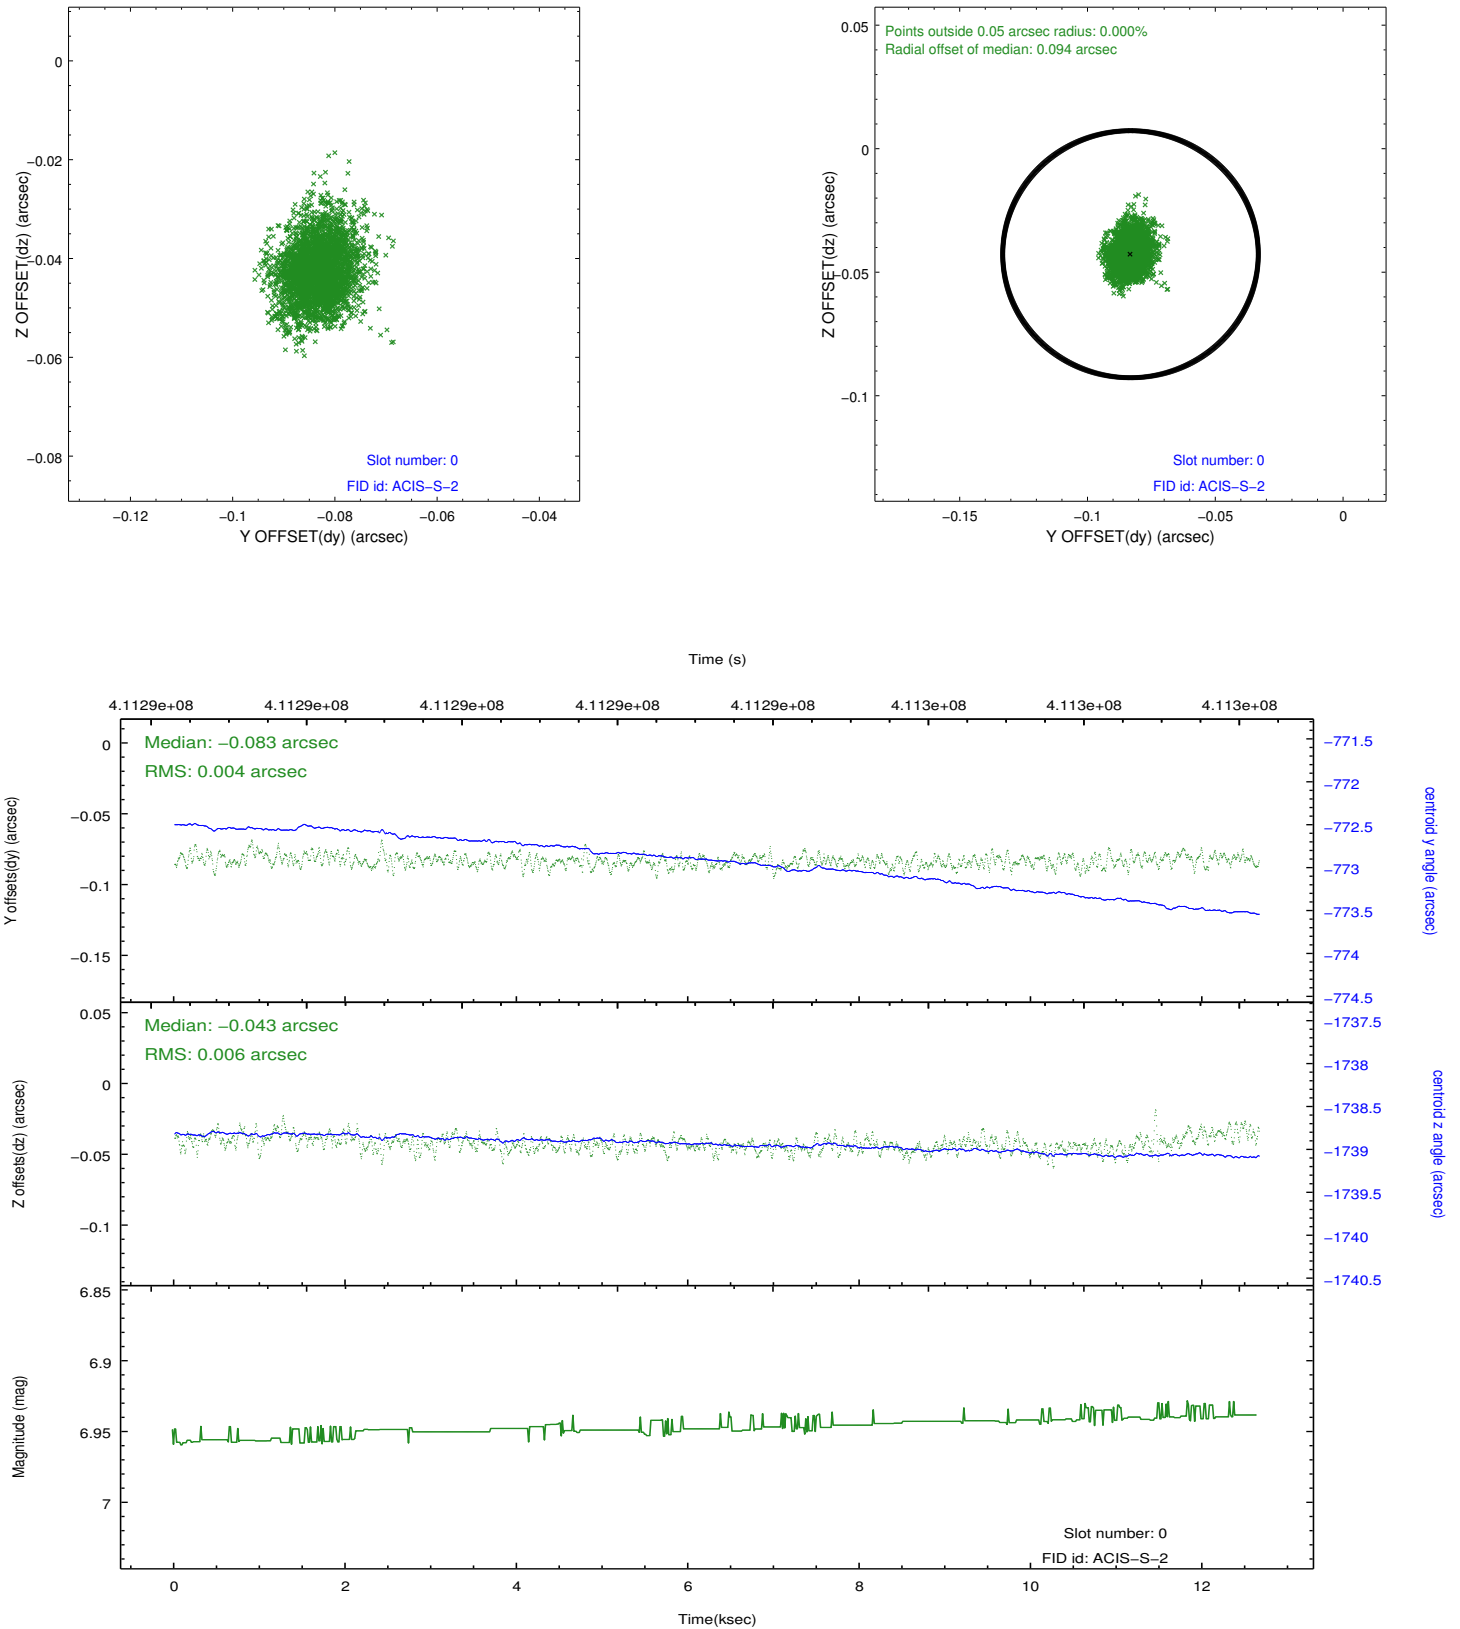 0
−0.02
−0.04
−0.06
−0.08
Z OFFSET(dz) (arcsec)
Slot number: 0
FID id: ACIS−S−2
−0.12
−0.1
−0.08
−0.06
−0.04
Y OFFSET(dy) (arcsec)
Points outside 0.05 arcsec radius: 0.000%
Radial offset of median: 0.094 arcsec
0.05
0
−0.05
−0.1
Z OFFSET(dz) (arcsec)
Slot number: 0
FID id: ACIS−S−2
−0.15
−0.1
−0.05
0
Y OFFSET(dy) (arcsec)
Time (s)
4.1129e+08
4.1129e+08
4.1129e+08
4.1129e+08
4.1129e+08
4.113e+08
4.113e+08
4.113e+08
Median: −0.083 arcsec
RMS: 0.004 arcsec
0
−0.05
−0.1
−0.15
Y offsets(dy) (arcsec)
−771.5
−772
−772.5
−773
−773.5
−774
−774.5
centroid y angle (arcsec)
Median: −0.043 arcsec
RMS: 0.006 arcsec
0.05
0
−0.05
−0.1
Z offsets(dz) (arcsec)
−1737.5
−1738
−1738.5
−1739
−1739.5
−1740
−1740.5
centroid z angle (arcsec)
6.85
6.9
6.95
7
Magnitude (mag)
Slot number: 0
FID id: ACIS−S−2
0
2
4
6
8
10
12
Time(ksec)